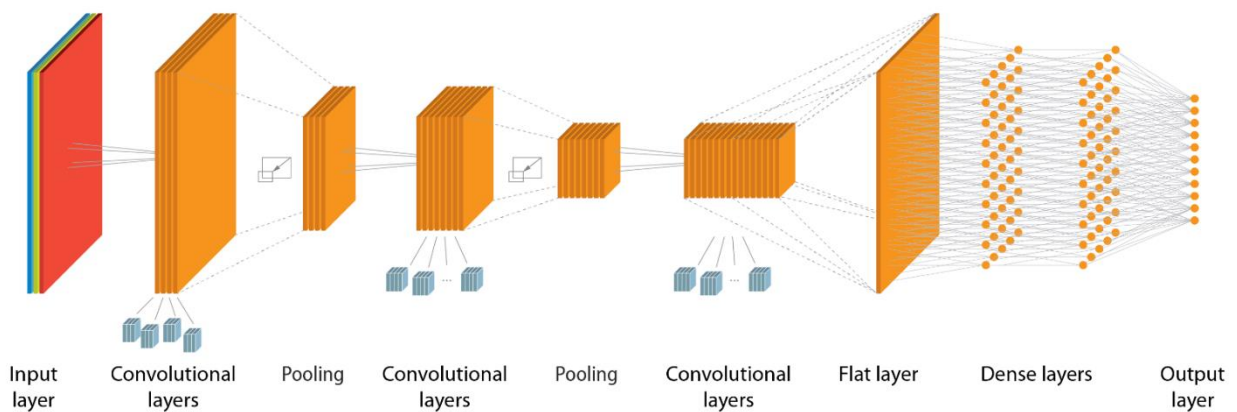 Input
layer
Convolutional
layers
Pooling
Convolutional
layers
Pooling
Convolutional
layers
Flat layer
Dense layers
Output
layer